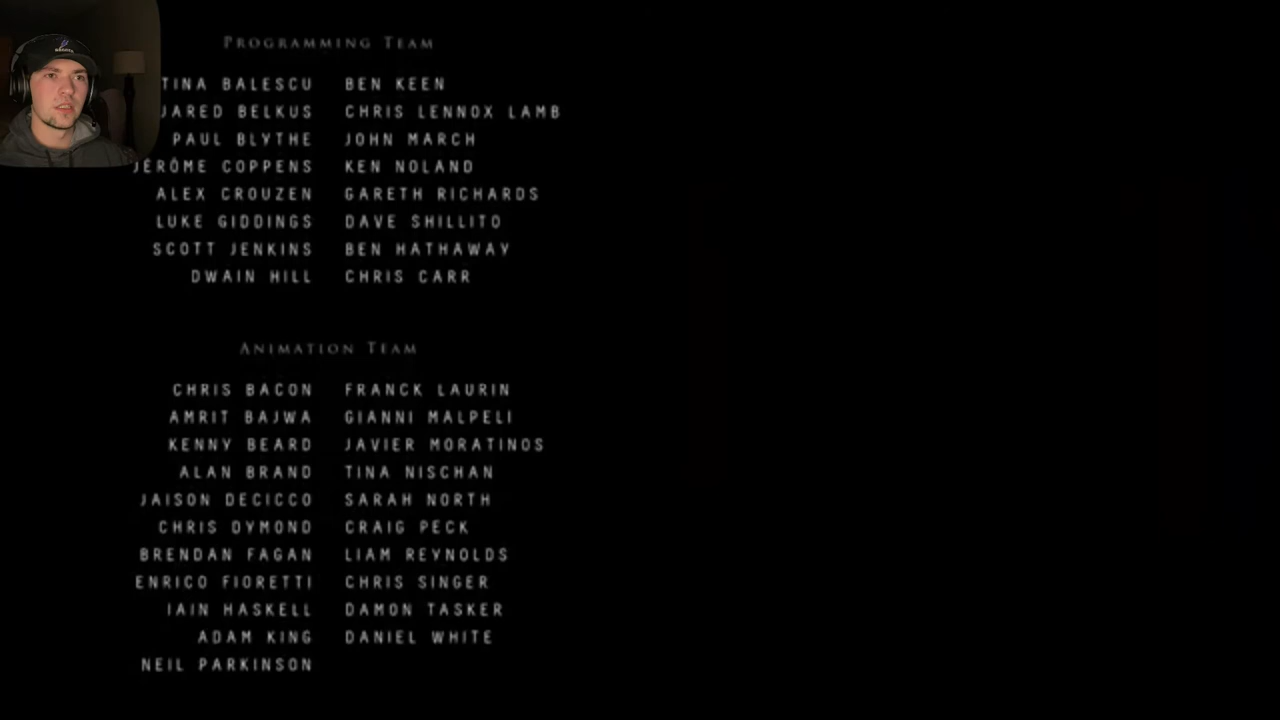 PROGRAMMING TEAM
TINA BALESCU BEN KEEN
JARED BELKUS CHRIS LENNOX LAMB
PAUL BLYTHE JOHN MARCH
JÉRÔME COPPENS KEN NOLAND
ALEX CROUZEN GARETH RICHARDS
LUKE GIDDINGS DAVE SHILLITO
SCOTT JENKINS BEN HATHAWAY
DWAIN HILL CHRIS CARR
ANIMATION TEAM
CHRIS BACON FRANCK LAURIN
AMRIT BAJWA GIANNI MALPELI
KENNY BEARD JAVIER MORATINOS
ALAN BRAND TINA NISCHAN
JAISON DECICCO SARAH NORTH
CHRIS DYMOND CRAIG PECK
BRENDAN FAGAN LIAM REYNOLDS
ENRICO FIORETTI CHRIS SINGER
IAIN HASKELL DAMON TASKER
ADAM KING DANIEL WHITE
NEIL PARKINSON